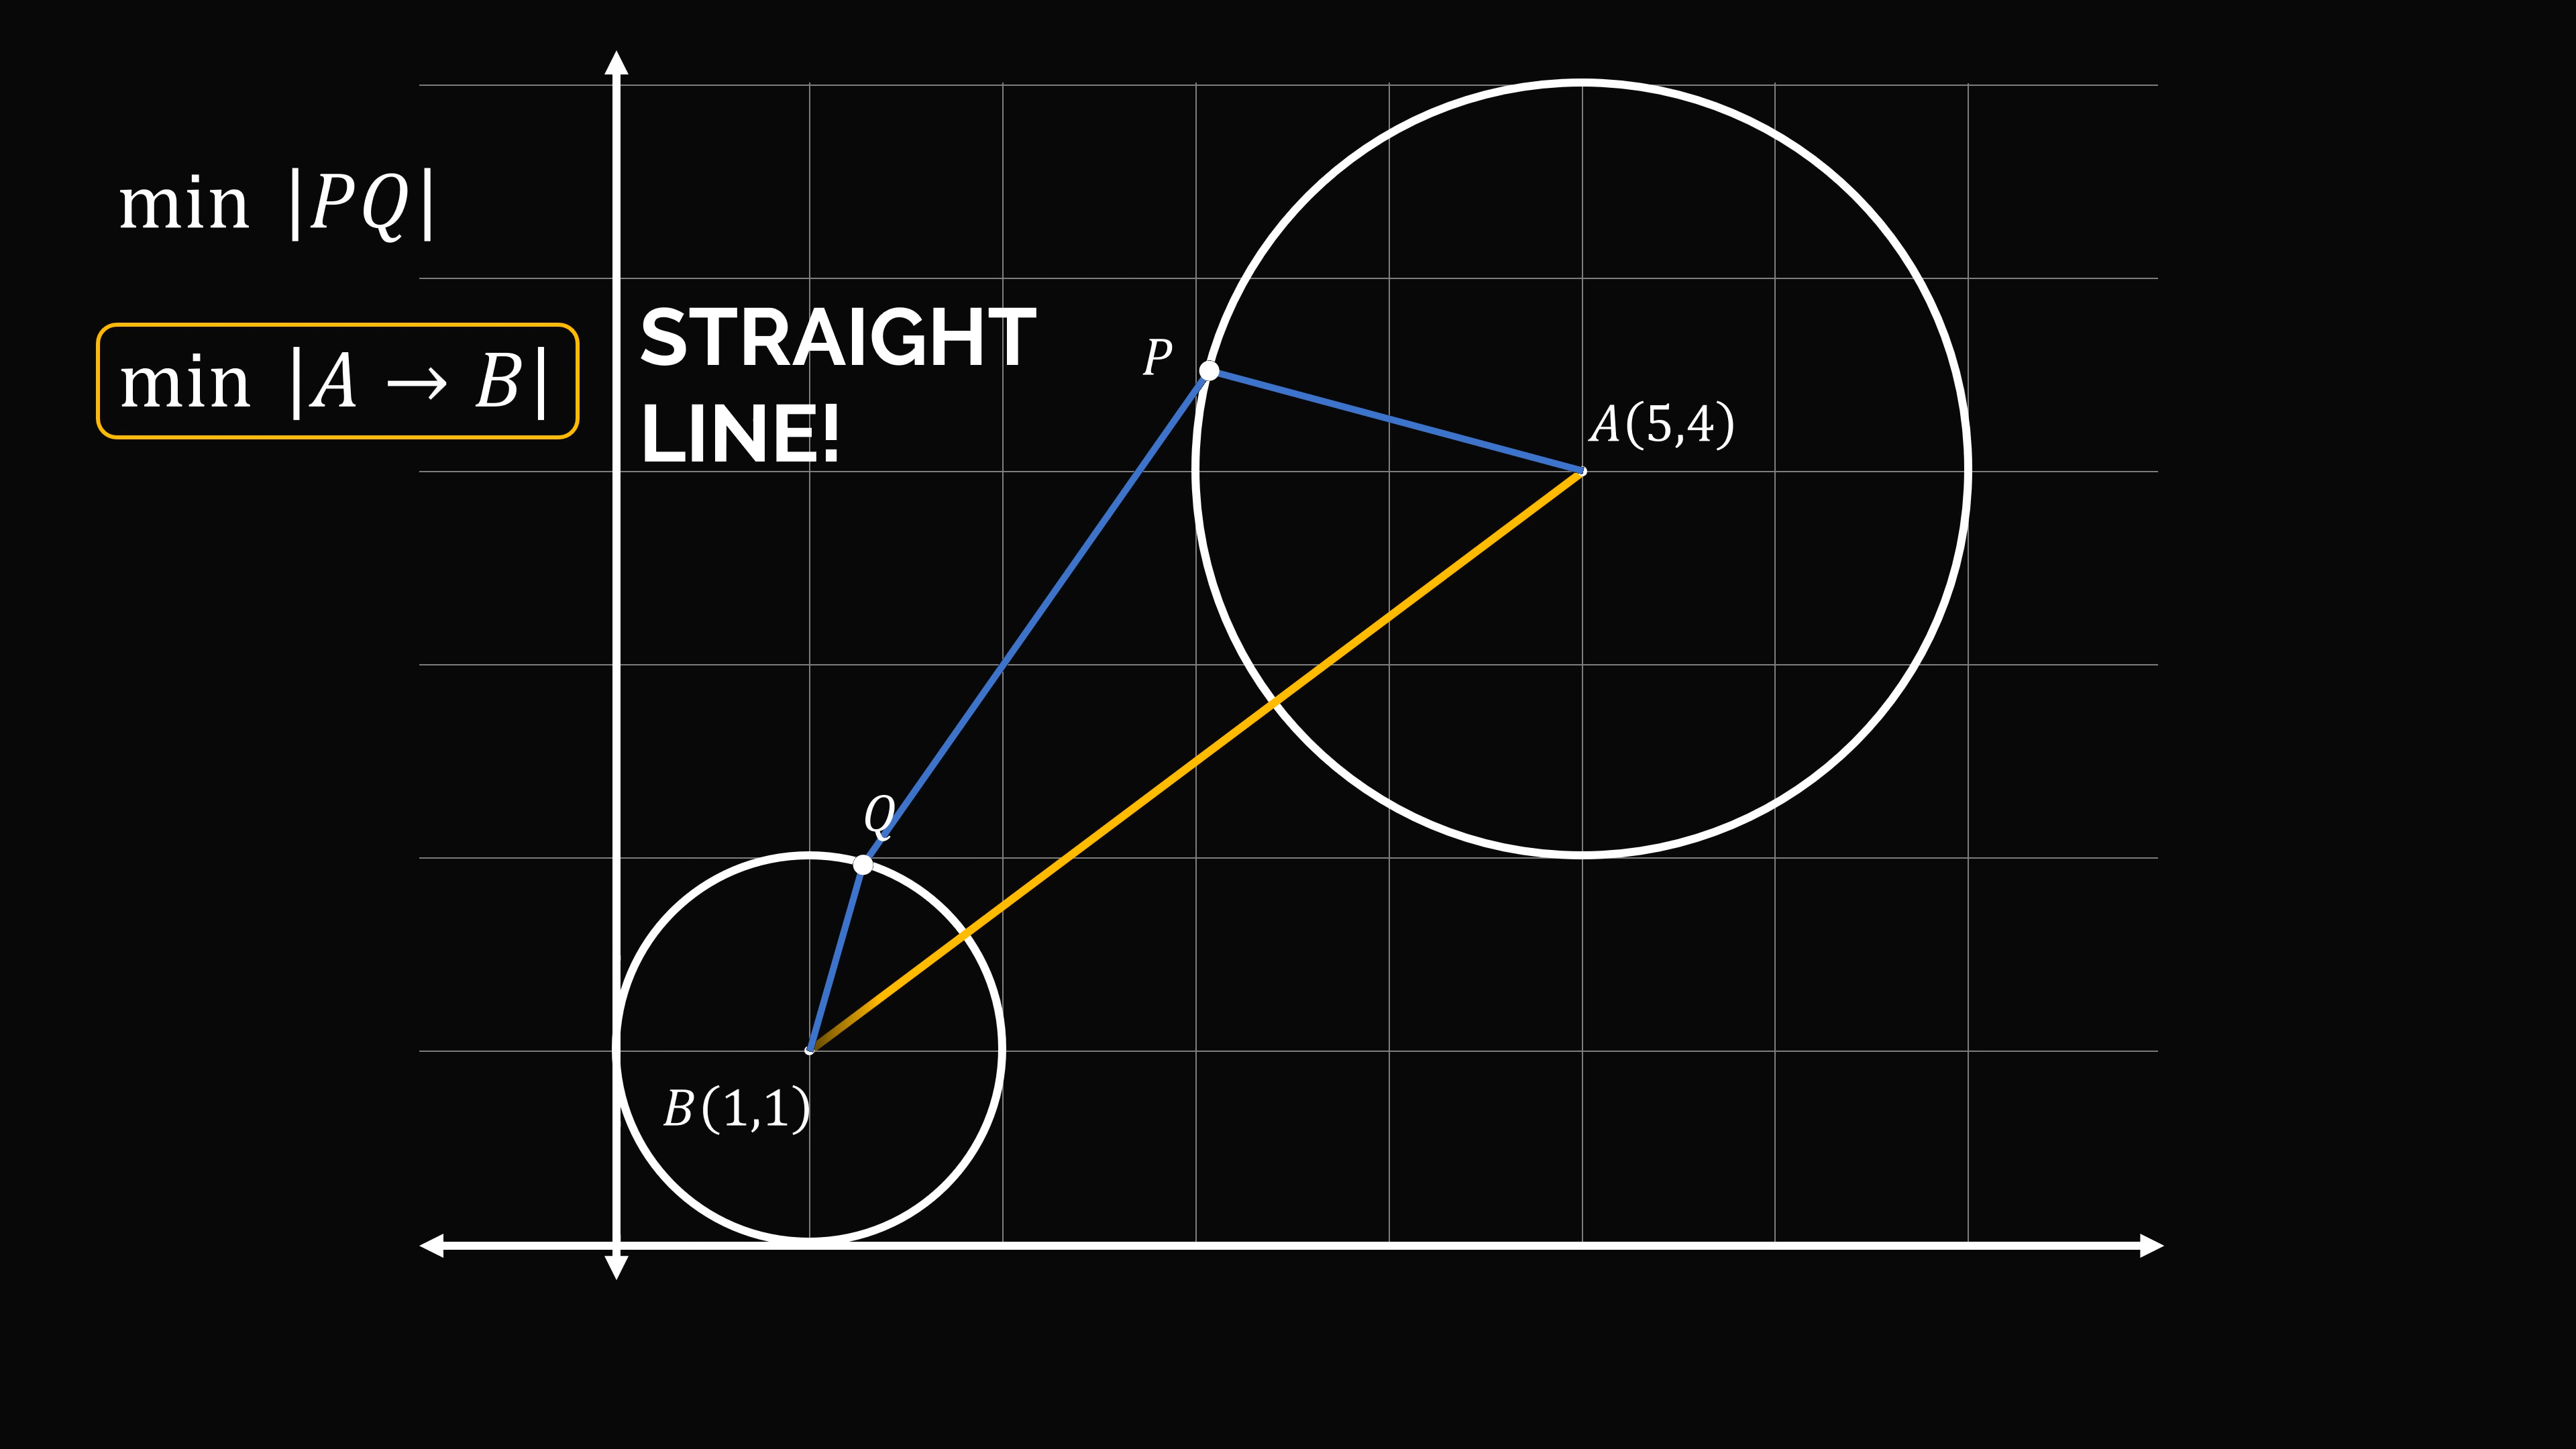 min |PQ|
min |A → B|
STRAIGHT
LINE!
P
A(5,4)
Q
B(1,1)